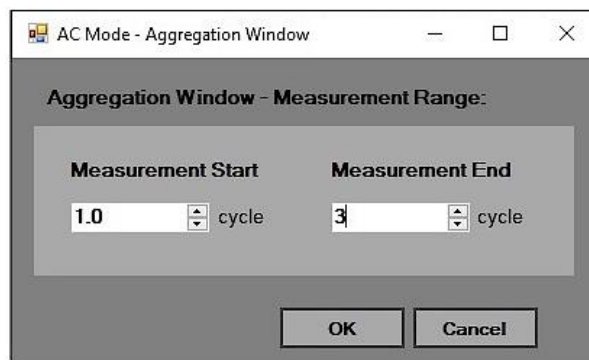 AC Mode - Aggregation Window
Aggregation Window - Measurement Range:
Measurement Start Measurement End
1.0 cycle 3 cycle
OK Cancel